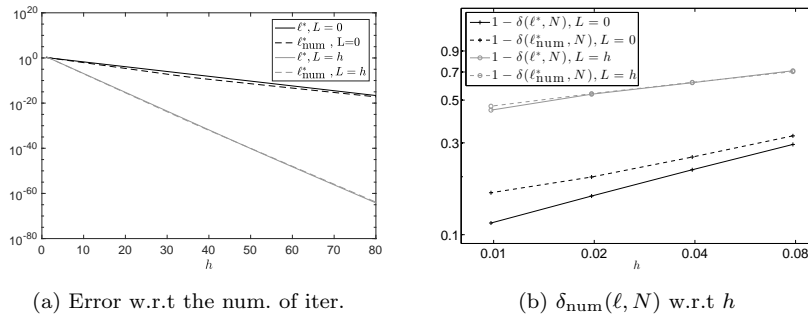 10^20
10^0
10^-20
10^-40
10^-60
10^-80
0 10 20 30 40 50 60 70 80
h
ℓ*, L = 0
ℓ*num , L=0
ℓ*, L = h
ℓ*num , L = h
(a) Error w.r.t the num. of iter.
1 − δ(ℓ*, N), L = 0
1 − δ(ℓ*num, N), L = 0
1 − δ(ℓ*, N), L = h
1 − δ(ℓ*num, N), L = h
0.9
0.7
0.5
0.3
0.1
0.01 0.02 0.04 0.08
h
(b) δnum(ℓ, N) w.r.t h